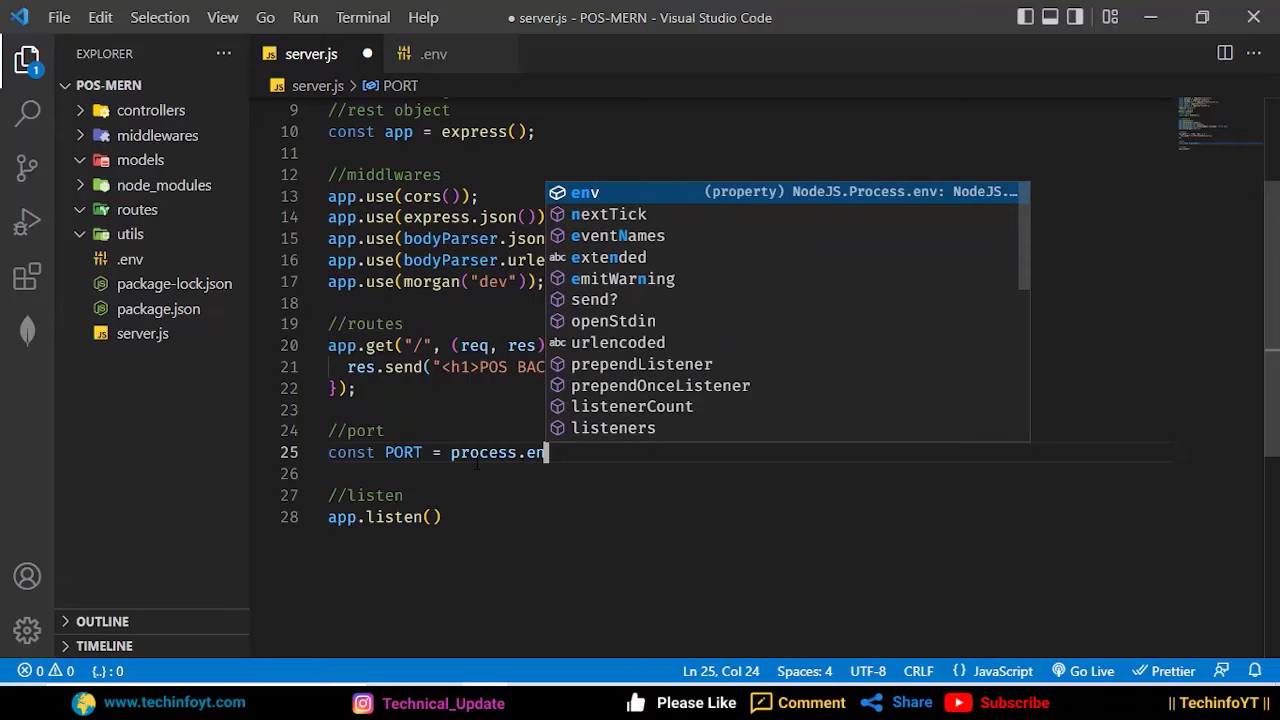 File Edit Selection View Go Run Terminal Help
● server.js - POS-MERN - Visual Studio Code
EXPLORER ...
1
POS-MERN
controllers
middlewares
models
node_modules
routes
utils
.env
package-lock.json
package.json
JS server.js
OUTLINE
TIMELINE
JS server.js ● .env
JS server.js > PORT
9 //rest object
10 const app = express();
11
12 //middlwares
13 app.use(cors());
14 app.use(express.json())
15 app.use(bodyParser.json
16 app.use(bodyParser.urle
17 app.use(morgan("dev"));
18
19 //routes
20 app.get("/", (req, res)
21 res.send("<h1>POS BAC
22 });
23
24 //port
25 const PORT = process.en
26
27 //listen
28 app.listen()
env (property) NodeJS.Process.env: NodeJS.…
nextTick
eventNames
abc extended
emitWarning
send?
openStdin
abc urlencoded
prependListener
prependOnceListener
listenerCount
listeners
0 0 {..} : 0 Ln 25, Col 24 Spaces: 4 UTF-8 CRLF {} JavaScript Go Live Prettier
www.techinfoyt.com Technical_Update Please Like Comment Share Subscribe || TechinfoYT ||